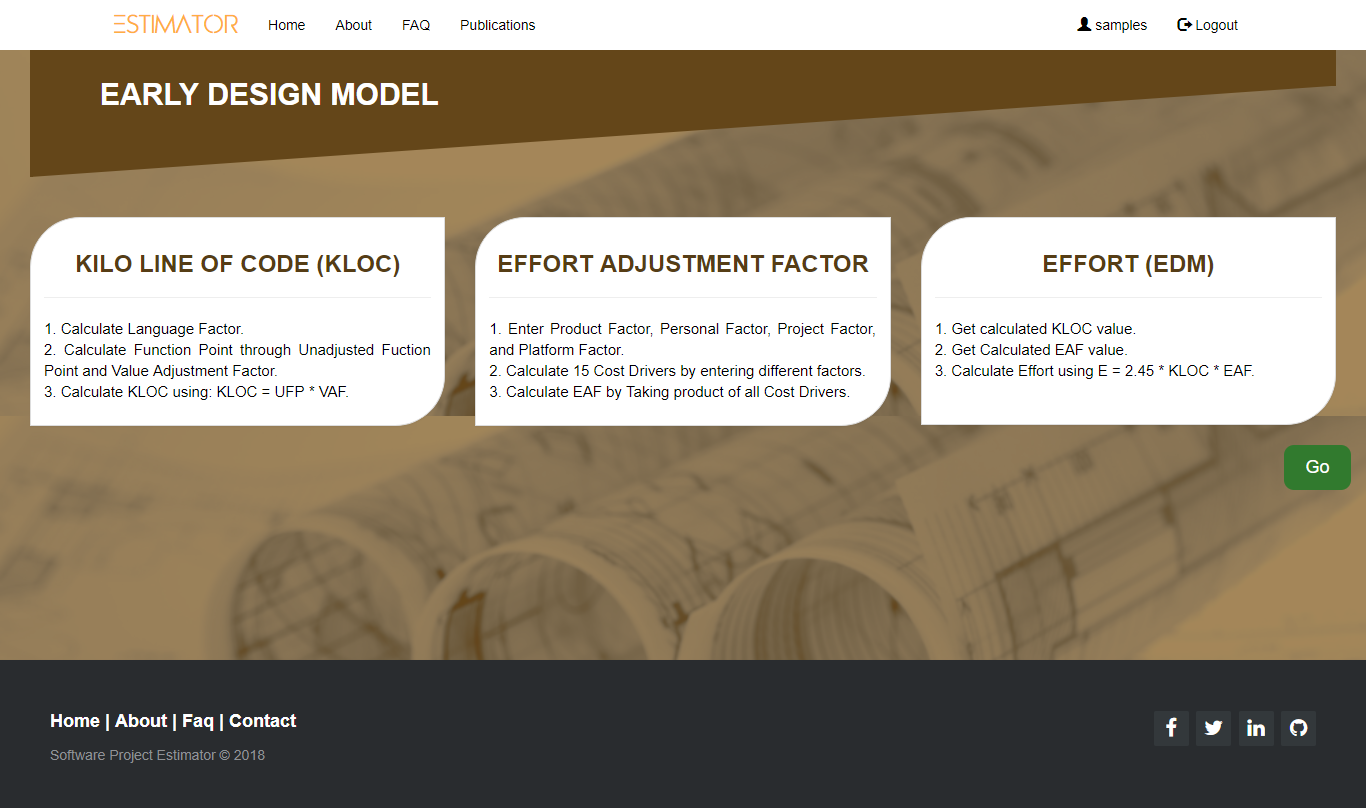 ESTIMATOR Home About FAQ Publications samples Logout
EARLY DESIGN MODEL
KILO LINE OF CODE (KLOC)
1. Calculate Language Factor.
2. Calculate Function Point through Unadjusted Fuction
Point and Value Adjustment Factor.
3. Calculate KLOC using: KLOC = UFP * VAF.
EFFORT ADJUSTMENT FACTOR
1. Enter Product Factor, Personal Factor, Project Factor,
and Platform Factor.
2. Calculate 15 Cost Drivers by entering different factors.
3. Calculate EAF by Taking product of all Cost Drivers.
EFFORT (EDM)
1. Get calculated KLOC value.
2. Get Calculated EAF value.
3. Calculate Effort using E = 2.45 * KLOC * EAF.
Go
Home | About | Faq | Contact
Software Project Estimator © 2018